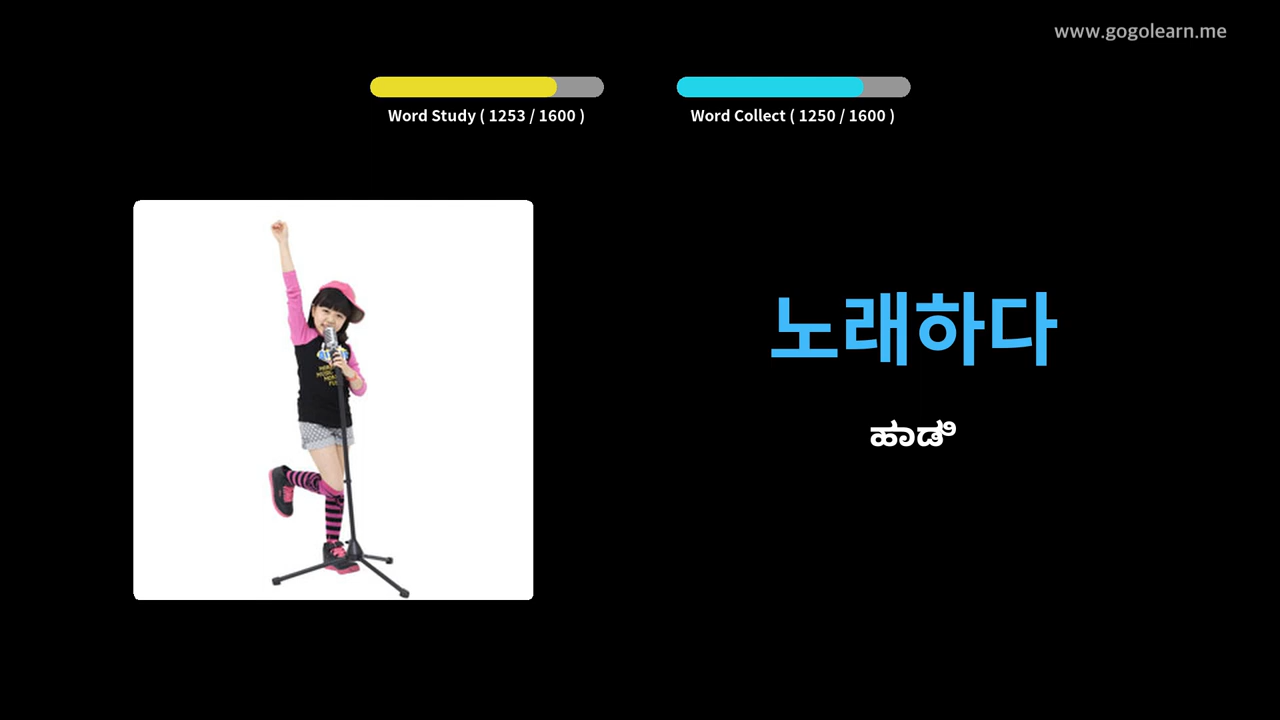 www.gogolearn.me
Word Study ( 1253 / 1600 )
Word Collect ( 1250 / 1600 )
노래하다
ಹಾಡಿ